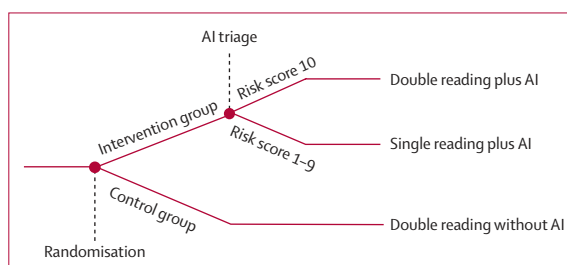 AI triage
Risk score 10
Double reading plus AI
Intervention group
Risk score 1–9
Single reading plus AI
Control group
Double reading without AI
Randomisation